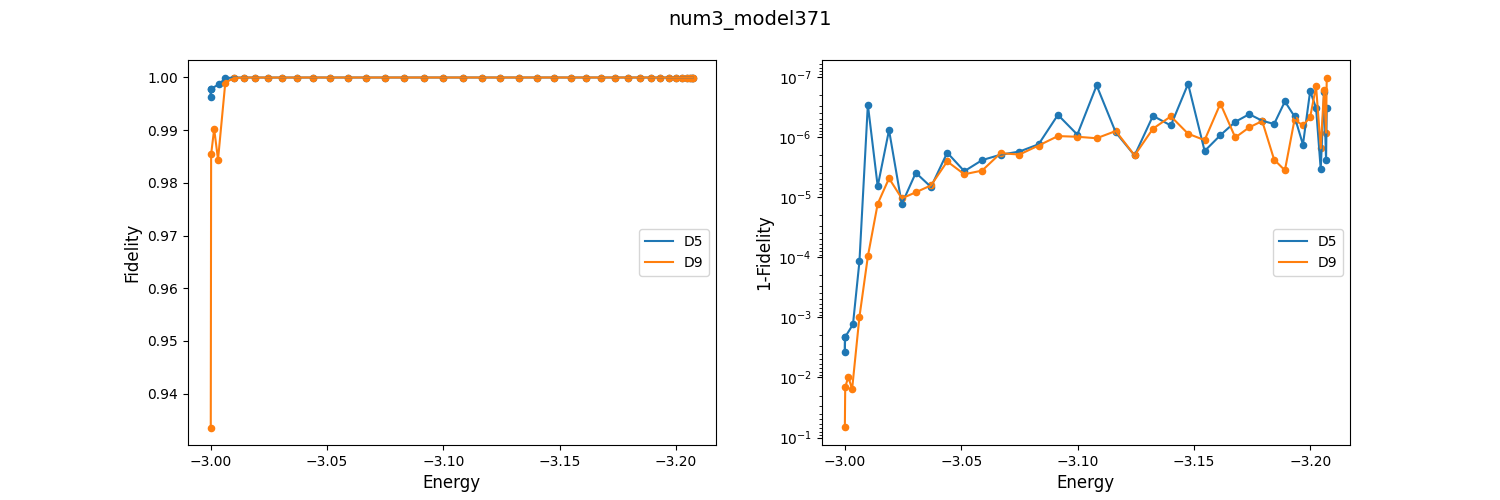 num3_model371
Fidelity
1.00
0.99
0.98
0.97
0.96
0.95
0.94
D5
D9
−3.00
−3.05
−3.10
−3.15
−3.20
Energy
1-Fidelity
10⁻⁷
10⁻⁶
10⁻⁵
10⁻⁴
10⁻³
10⁻²
10⁻¹
D5
D9
−3.00
−3.05
−3.10
−3.15
−3.20
Energy